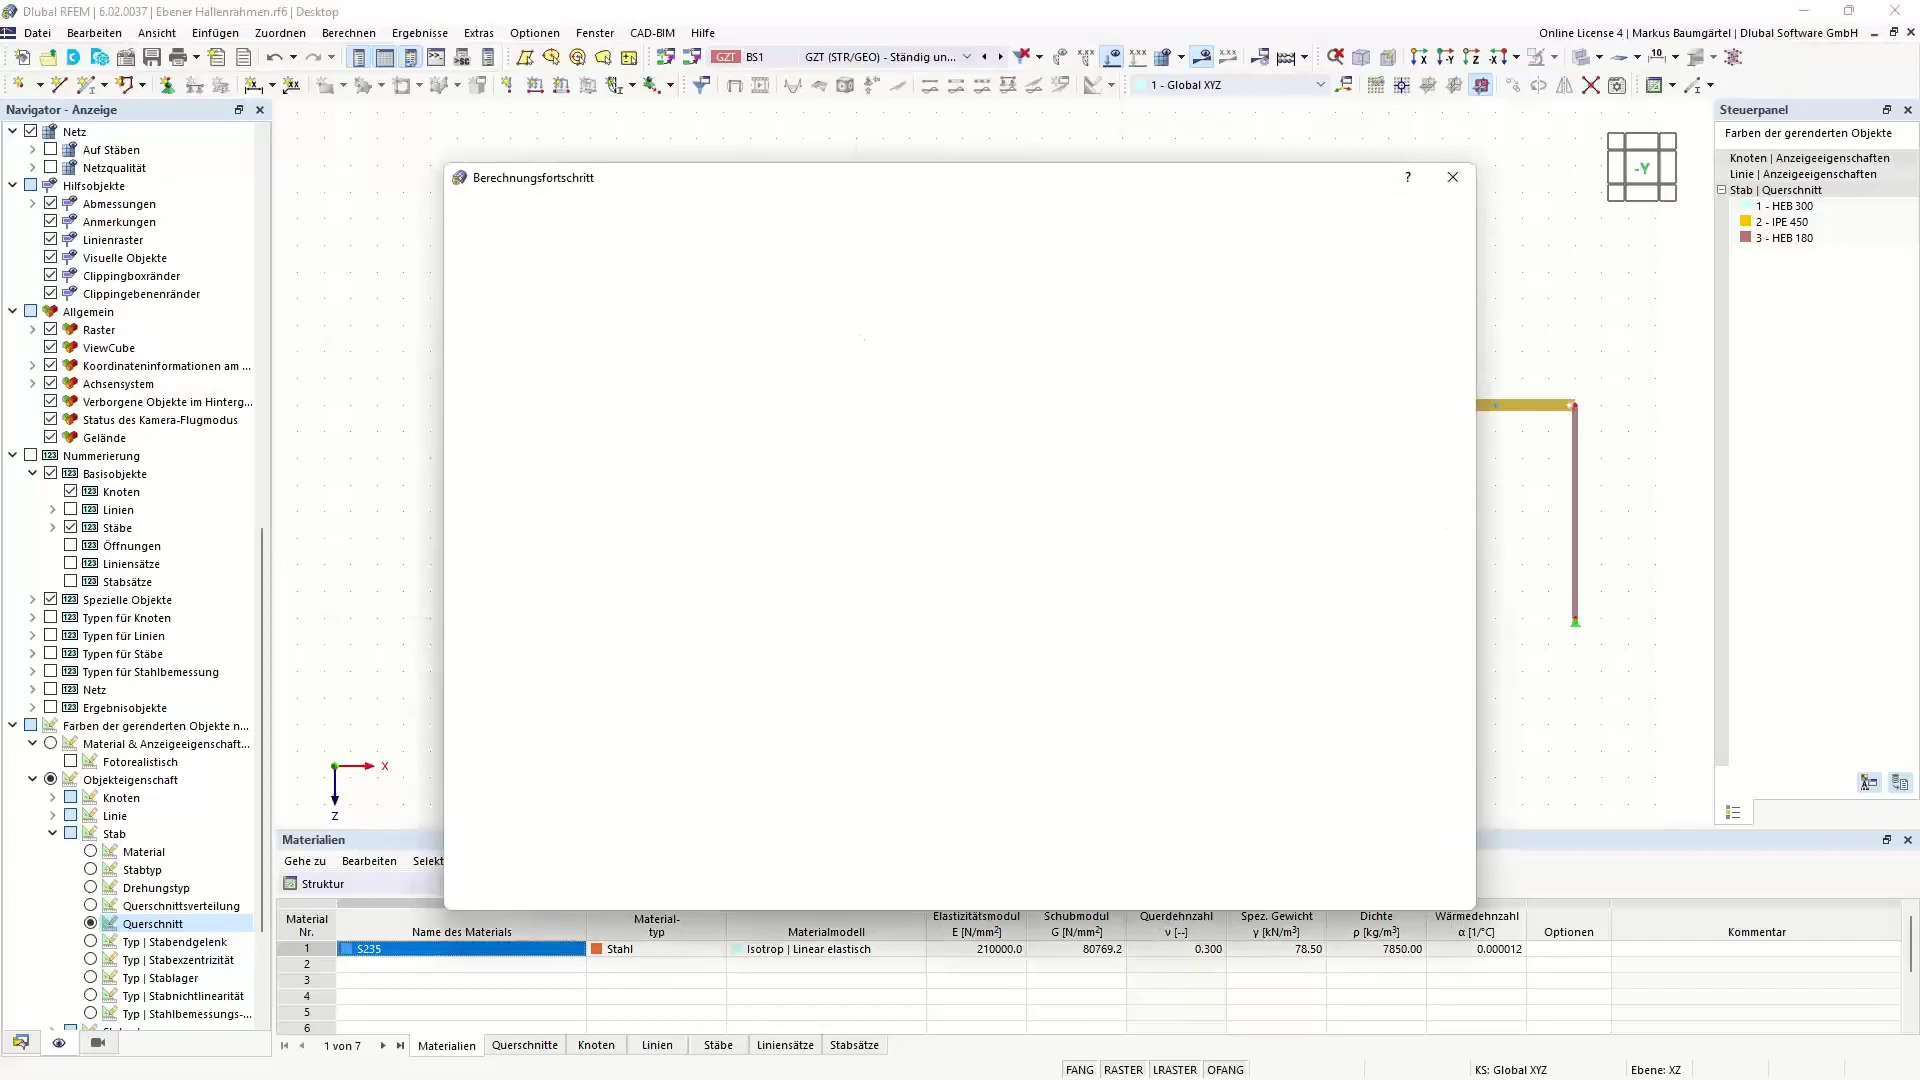 Dlubal RFEM | 6.02.0037 | Ebener Hallenrahmen.rf6 | Desktop
Datei Bearbeiten Ansicht Einfügen Zuordnen Berechnen Ergebnisse Extras Optionen Fenster CAD-BIM Hilfe
Online License 4 | Markus Baumgärtel | Dlubal Software GmbH
GZT BS1 GZT (STR/GEO) - Ständig un...
1 - Global XYZ
Navigator - Anzeige
Netz
Auf Stäben
Netzqualität
Hilfsobjekte
Abmessungen
Anmerkungen
Linienraster
Visuelle Objekte
Clippingboxränder
Clippingebenenränder
Allgemein
Raster
ViewCube
Koordinateninformationen am ...
Achsensystem
Verborgene Objekte im Hinterg...
Status des Kamera-Flugmodus
Gelände
Nummerierung
Basisobjekte
Knoten
Linien
Stäbe
Öffnungen
Liniensätze
Stabsätze
Spezielle Objekte
Typen für Knoten
Typen für Linien
Typen für Stäbe
Typen für Stahlbemessung
Netz
Ergebnisobjekte
Farben der gerenderten Objekte n...
Material & Anzeigeeigenschaft...
Fotorealistisch
Objekteigenschaft
Knoten
Linie
Stab
Material
Stabtyp
Drehungstyp
Querschnittsverteilung
Querschnitt
Typ | Stabendgelenk
Typ | Stabexzentrizität
Typ | Stablager
Typ | Stabnichtlinearität
Typ | Stahlbemessungs-...
Berechnungsfortschritt
?
-Y
X
Z
Steuerpanel
Farben der gerenderten Objekte
Knoten | Anzeigeeigenschaften
Linie | Anzeigeeigenschaften
Stab | Querschnitt
1 - HEB 300
2 - IPE 450
3 - HEB 180
Materialien
Gehe zu Bearbeiten Selekt
Struktur
Material Nr.
Name des Materials
Material-typ
Materialmodell
Elastizitätsmodul E [N/mm²]
Schubmodul G [N/mm²]
Querdehnzahl ν [--]
Spez. Gewicht γ [kN/m³]
Dichte ρ [kg/m³]
Wärmedehnzahl α [1/°C]
Optionen
Kommentar
1 S235 Stahl Isotrop | Linear elastisch 210000.0 80769.2 0.300 78.50 7850.00 0.000012
2
3
4
5
6
1 von 7 Materialien Querschnitte Knoten Linien Stäbe Liniensätze Stabsätze
FANG RASTER LRASTER OFANG KS: Global XYZ Ebene: XZ